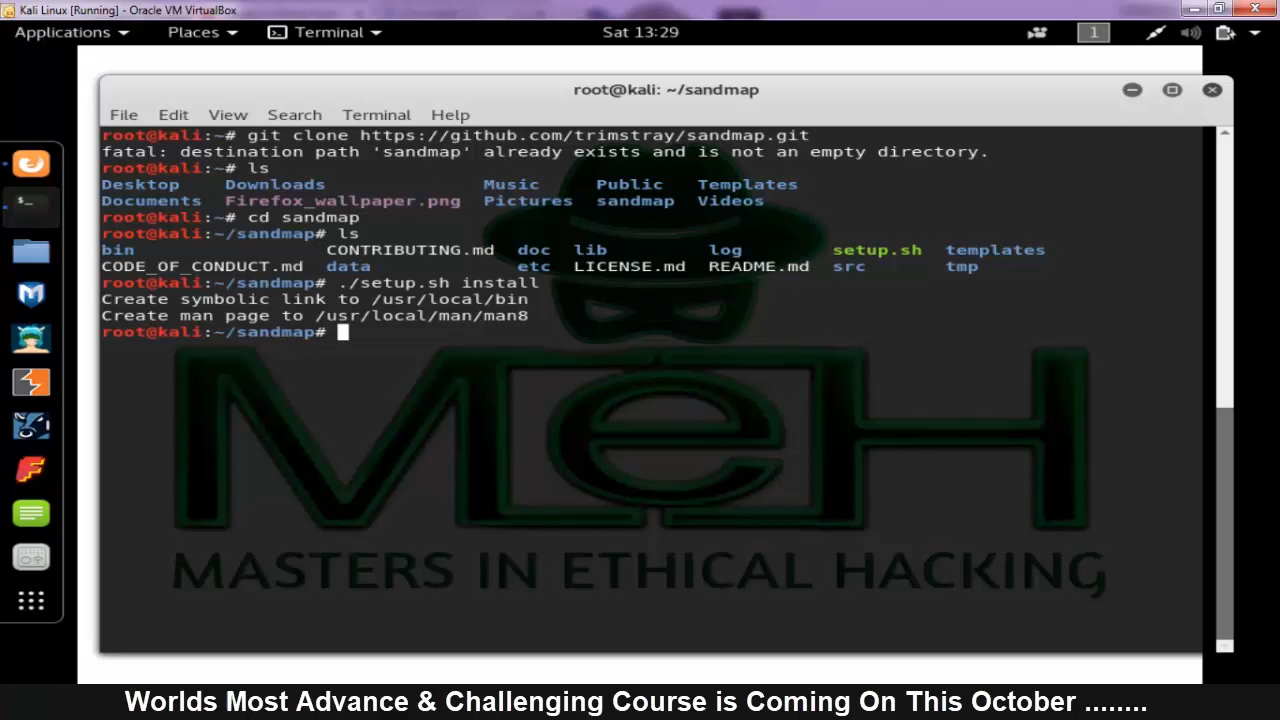 Kali Linux [Running] - Oracle VM VirtualBox
Applications Places Terminal Sat 13:29 1
root@kali: ~/sandmap
File Edit View Search Terminal Help
root@kali:~# git clone https://github.com/trimstray/sandmap.git
fatal: destination path 'sandmap' already exists and is not an empty directory.
root@kali:~# ls
Desktop Downloads Music Public Templates
Documents Firefox_wallpaper.png Pictures sandmap Videos
root@kali:~# cd sandmap
root@kali:~/sandmap# ls
bin CONTRIBUTING.md doc lib log setup.sh templates
CODE_OF_CONDUCT.md data etc LICENSE.md README.md src tmp
root@kali:~/sandmap# ./setup.sh install
Create symbolic link to /usr/local/bin
Create man page to /usr/local/man/man8
root@kali:~/sandmap#
MeH
MASTERS IN ETHICAL HACKING
Worlds Most Advance & Challenging Course is Coming On This October ........